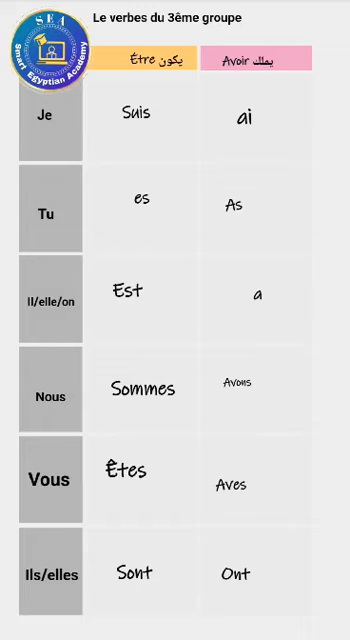 Le verbes du 3ême groupe
SEA
Smart Egyptian Academy
Être يكون Avoir يملك
Je Suis ai
Tu es As
Il/elle/on Est a
Nous Sommes Avons
Vous Êtes Aves
Ils/elles Sont Ont